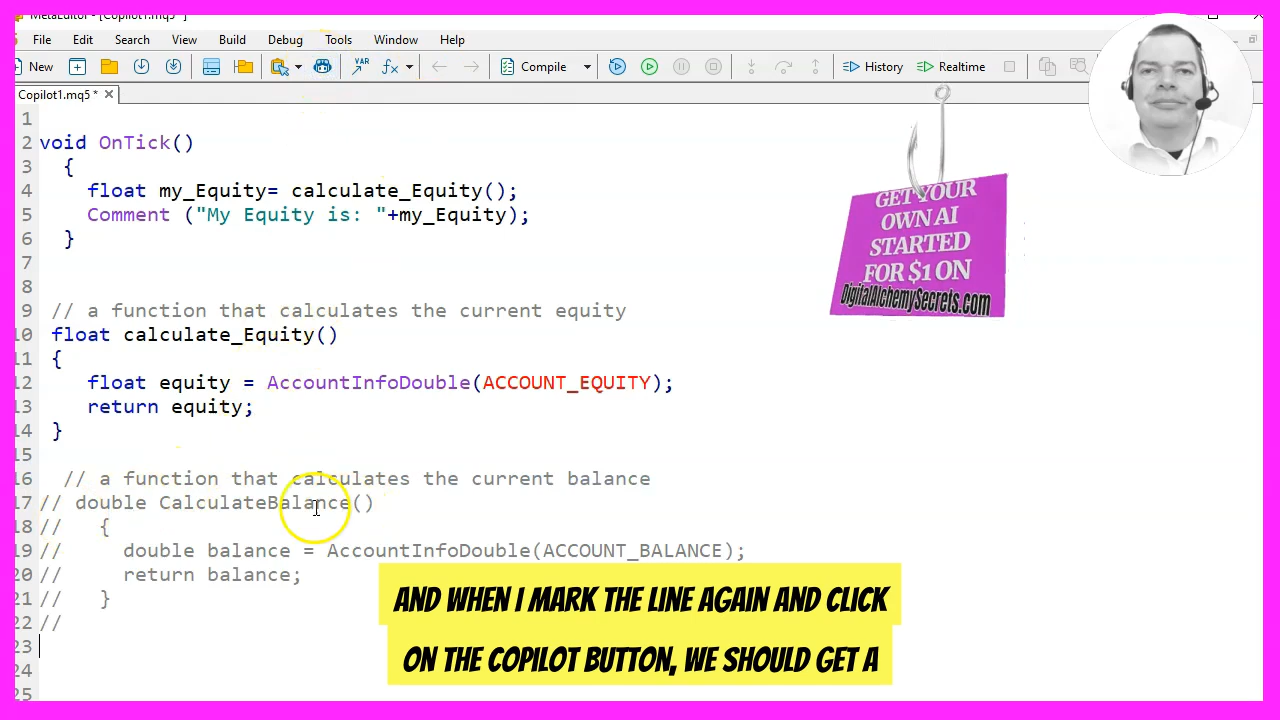 MetaEditor - [Copilot1.mq5 *]
File Edit Search View Build Debug Tools Window Help
New VAR fx Compile History Realtime
Copilot1.mq5 *
1
2 void OnTick()
3 {
4 float my_Equity= calculate_Equity();
5 Comment ("My Equity is: "+my_Equity);
6 }
7
8
9 // a function that calculates the current equity
10 float calculate_Equity()
11 {
12 float equity = AccountInfoDouble(ACCOUNT_EQUITY);
13 return equity;
14 }
15
16 // a function that calculates the current balance
17 // double CalculateBalance()
18 // {
19 // double balance = AccountInfoDouble(ACCOUNT_BALANCE);
20 // return balance;
21 // }
22 //
23
24
25
GET YOUR
OWN AI
STARTED
FOR $1 ON
DigitalAlchemySecrets.com
AND WHEN I MARK THE LINE AGAIN AND CLICK
ON THE COPILOT BUTTON, WE SHOULD GET A